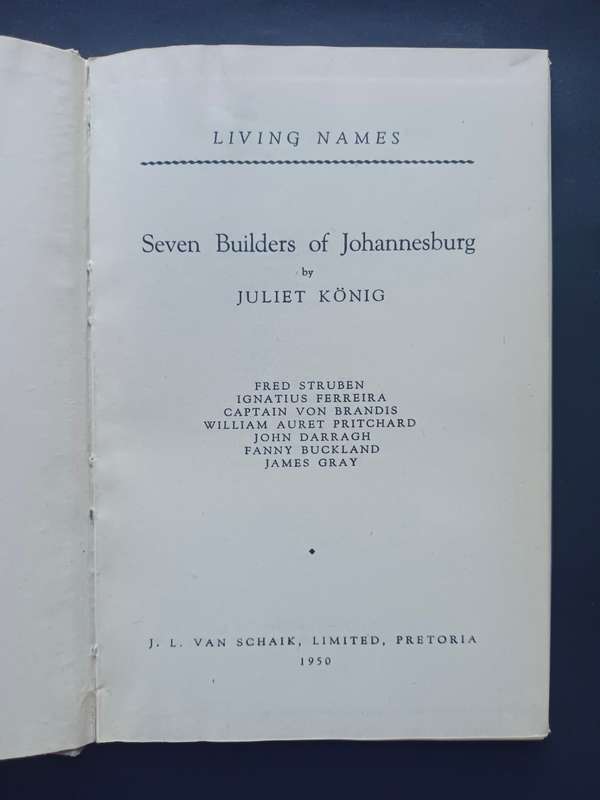 LIVING NAMES
Seven Builders of Johannesburg
by
JULIET KÖNIG
FRED STRUBEN
IGNATIUS FERREIRA
CAPTAIN VON BRANDIS
WILLIAM AURET PRITCHARD
JOHN DARRAGH
FANNY BUCKLAND
JAMES GRAY
J. L. VAN SCHAIK, LIMITED, PRETORIA
1950